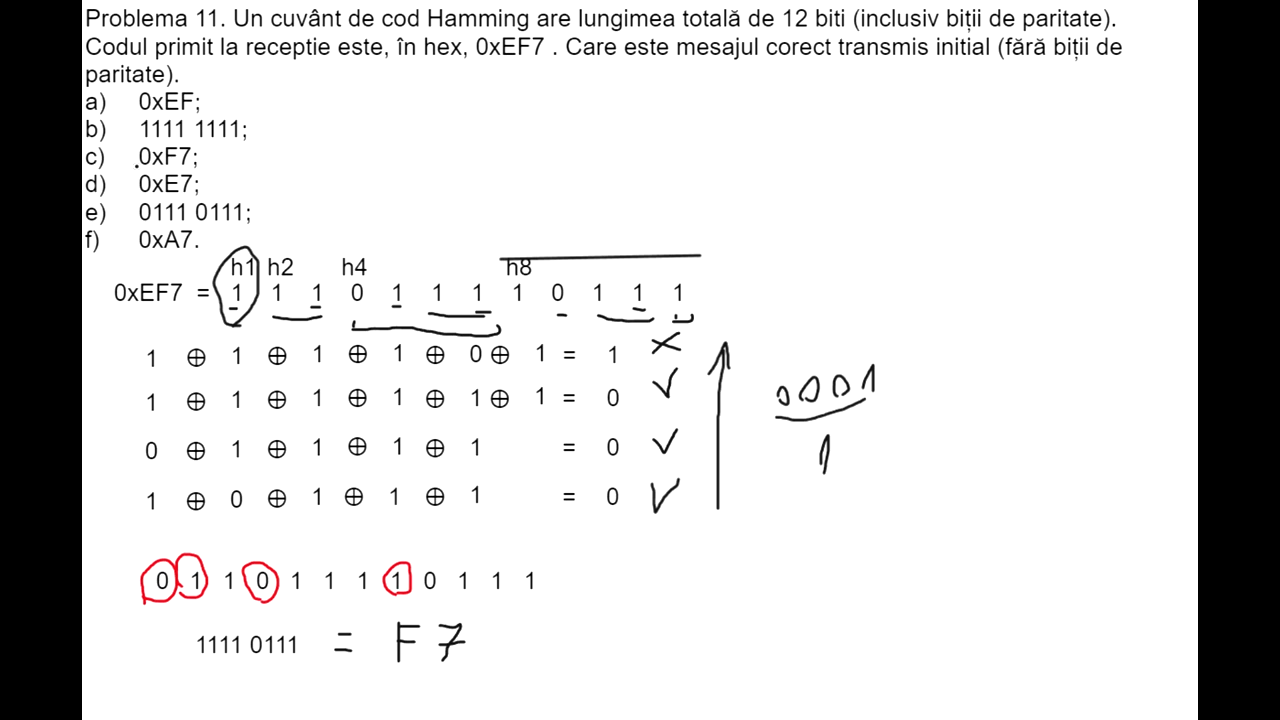 Problema 11. Un cuvânt de cod Hamming are lungimea totală de 12 biti (inclusiv biții de paritate).
Codul primit la receptie este, în hex, 0xEF7 . Care este mesajul corect transmis initial (fără biții de
paritate).
a) 0xEF;
b) 1111 1111;
c) 0xF7;
d) 0xE7;
e) 0111 0111;
f) 0xA7.
h1 h2 h4 h8
0xEF7 = 1 1 1 0 1 1 1 1 0 1 1 1
1 ⊕ 1 ⊕ 1 ⊕ 1 ⊕ 0 ⊕ 1 = 1 ✗
1 ⊕ 1 ⊕ 1 ⊕ 1 ⊕ 1 ⊕ 1 = 0 ✓
0 ⊕ 1 ⊕ 1 ⊕ 1 ⊕ 1 = 0 ✓
1 ⊕ 0 ⊕ 1 ⊕ 1 ⊕ 1 = 0 ✓
0001
1
0 1 1 0 1 1 1 1 0 1 1 1
1111 0111 = F7